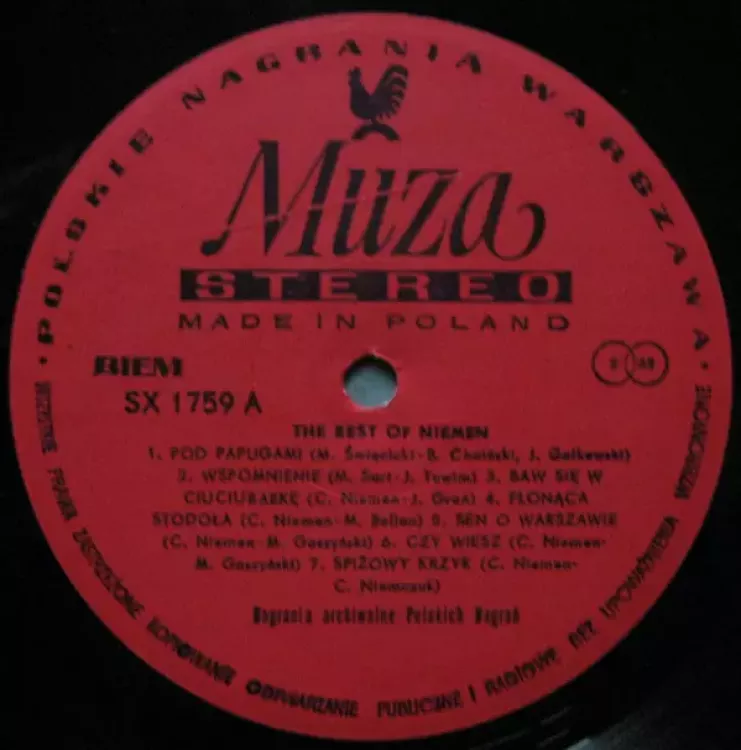 • POLSKIE NAGRANIA WARSZAWA •
Muza
STEREO
MADE IN POLAND
BIEM
SX 1759 A
THE BEST OF NIEMEN
1. POD PAPUGAMI (M. Święcicki-B. Choiński, J. Gałkowski)
2. WSPOMNIENIE (M. Sart-J. Tuwim) 3. BAW SIĘ W
CIUCIUBABKĘ (C. Niemen-J. Gran) 4. PŁONĄCA
STODOŁA (C. Niemen-M. Bellan) 5. SEN O WARSZAWIE
(C. Niemen-M. Gaszyński) 6. CZY WIESZ (C. Niemen-
M. Gaszyński) 7. SPIŻOWY KRZYK (C. Niemen-
C. Niemczuk)
Nagrania archiwalne Polskich Nagrań
WSZELKIE PRAWA ZASTRZEŻONE KOPIOWANIE ODTWARZANIE PUBLICZNE I RADIOWE BEZ UPOWAŻNIENIA WZBRONIONE